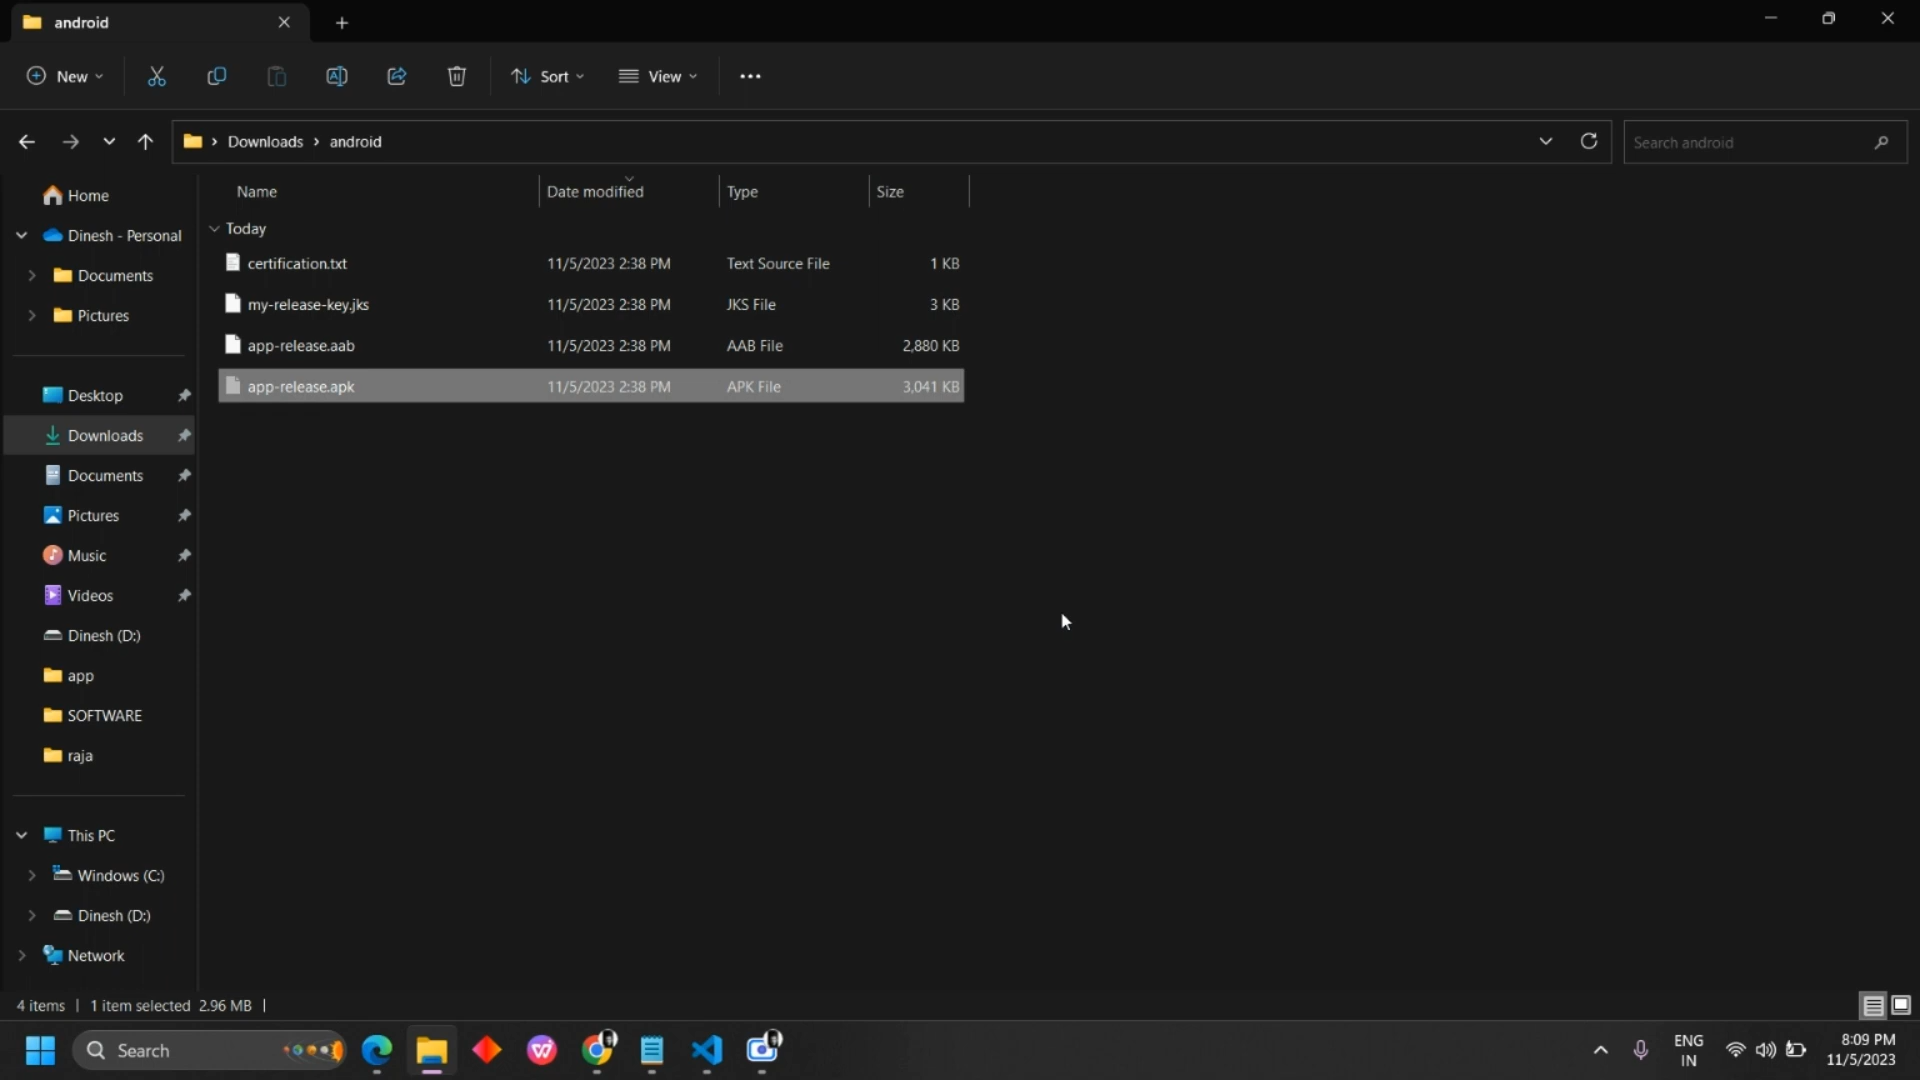 android
New
Sort
View
Downloads
android
Search android
Name
Date modified
Type
Size
Home
Dinesh - Personal
Documents
Pictures
Desktop
Downloads
Documents
Pictures
Music
Videos
Dinesh (D:)
app
SOFTWARE
raja
This PC
Windows (C:)
Dinesh (D:)
Network
Today
certification.txt 11/5/2023 2:38 PM Text Source File 1 KB
my-release-key.jks 11/5/2023 2:38 PM JKS File 3 KB
app-release.aab 11/5/2023 2:38 PM AAB File 2,880 KB
app-release.apk 11/5/2023 2:38 PM APK File 3,041 KB
4 items | 1 item selected 2.96 MB |
Search
ENG
IN
8:09 PM
11/5/2023